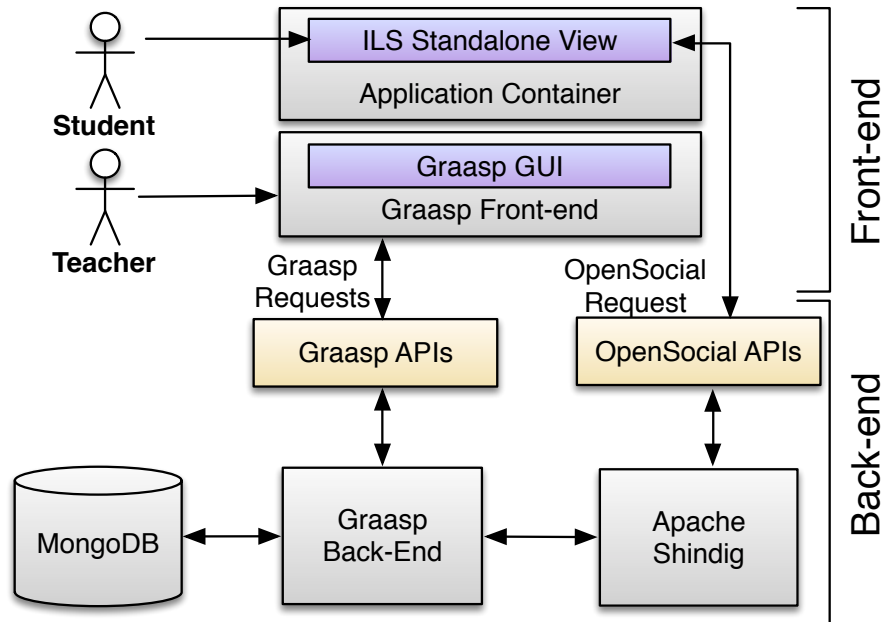 ILS Standalone View
Application Container
Student
Graasp GUI
Graasp Front-end
Teacher
Front-end
Graasp
Requests
OpenSocial
Request
Graasp APIs
OpenSocial APIs
MongoDB
Graasp
Back-End
Apache
Shindig
Back-end